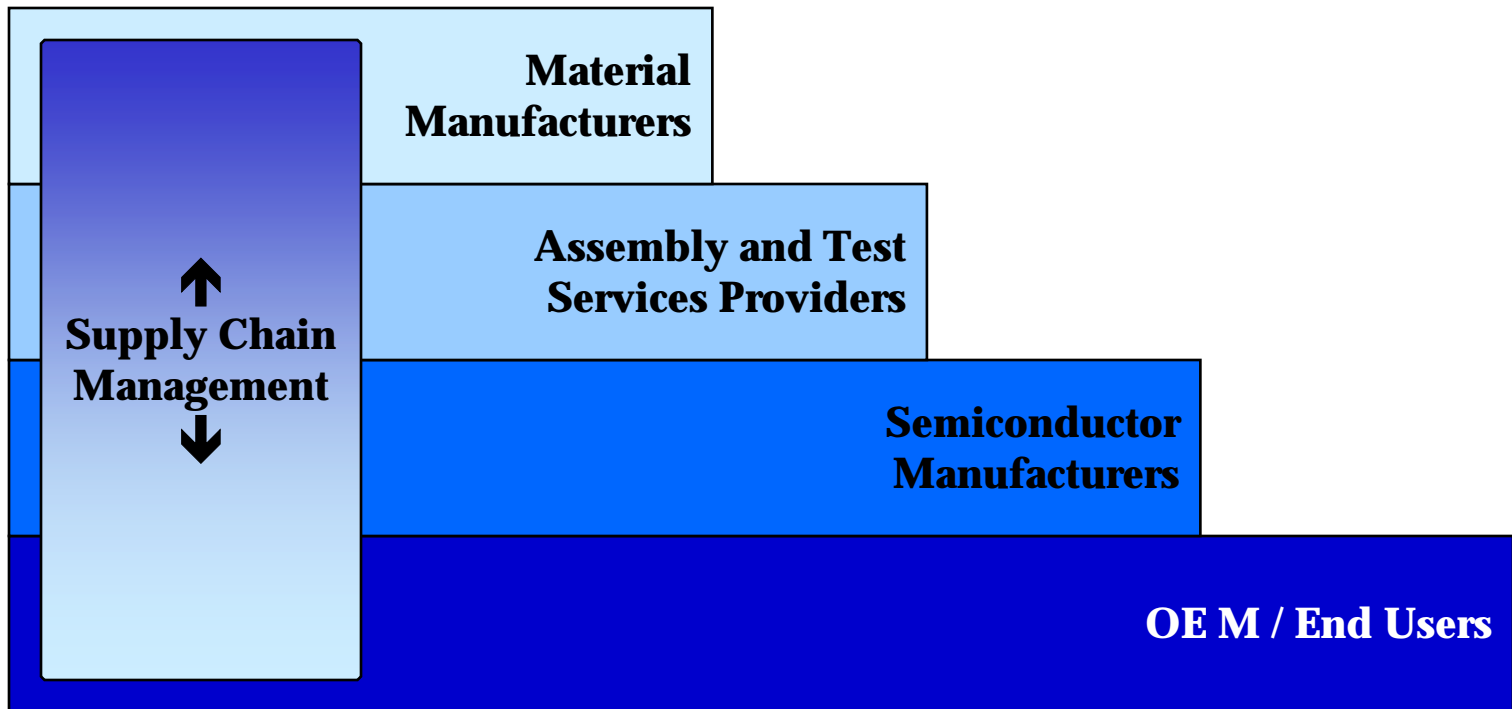 Material
Manufacturers
Assembly and Test
Services Providers
Supply Chain
Management
Semiconductor
Manufacturers
OE M / End Users